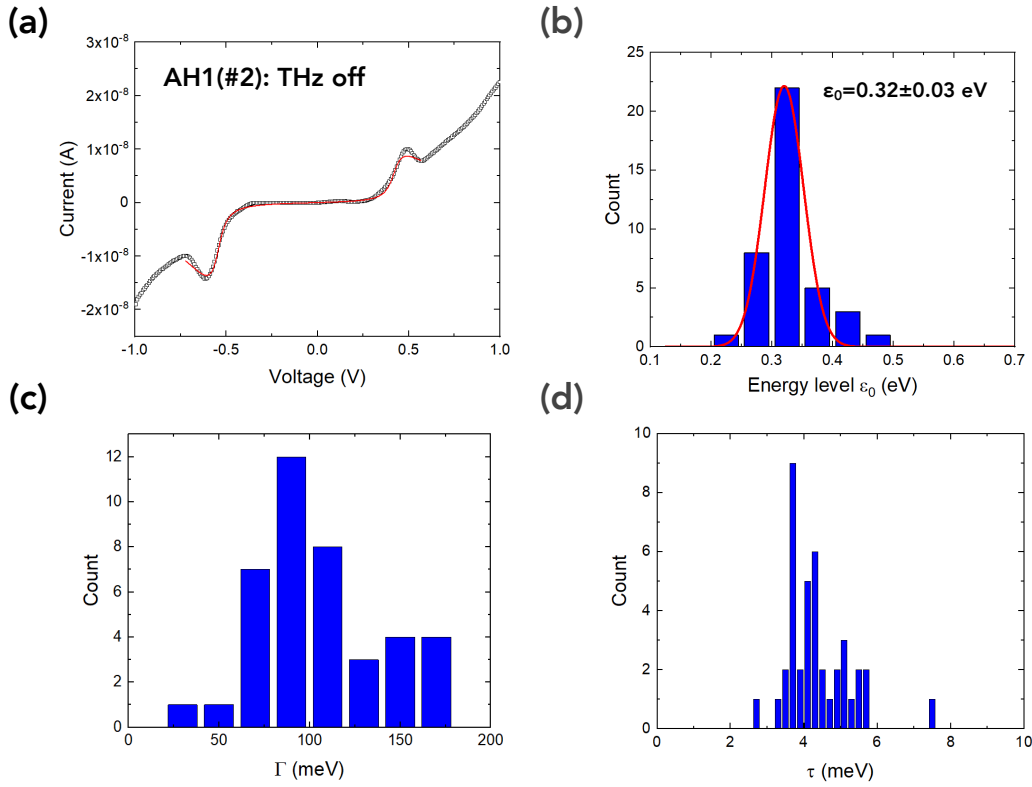 (a)
AH1(#2): THz off
3x10⁻⁸
2x10⁻⁸
1x10⁻⁸
0
-1x10⁻⁸
-2x10⁻⁸
Current (A)
-1.0 -0.5 0.0 0.5 1.0
Voltage (V)
(b)
ε₀=0.32±0.03 eV
25
20
15
10
5
0
Count
0.1 0.2 0.3 0.4 0.5 0.6 0.7
Energy level ε₀ (eV)
(c)
12
10
8
6
4
2
0
Count
0 50 100 150 200
Γ (meV)
(d)
10
8
6
4
2
0
Count
0 2 4 6 8 10
τ (meV)